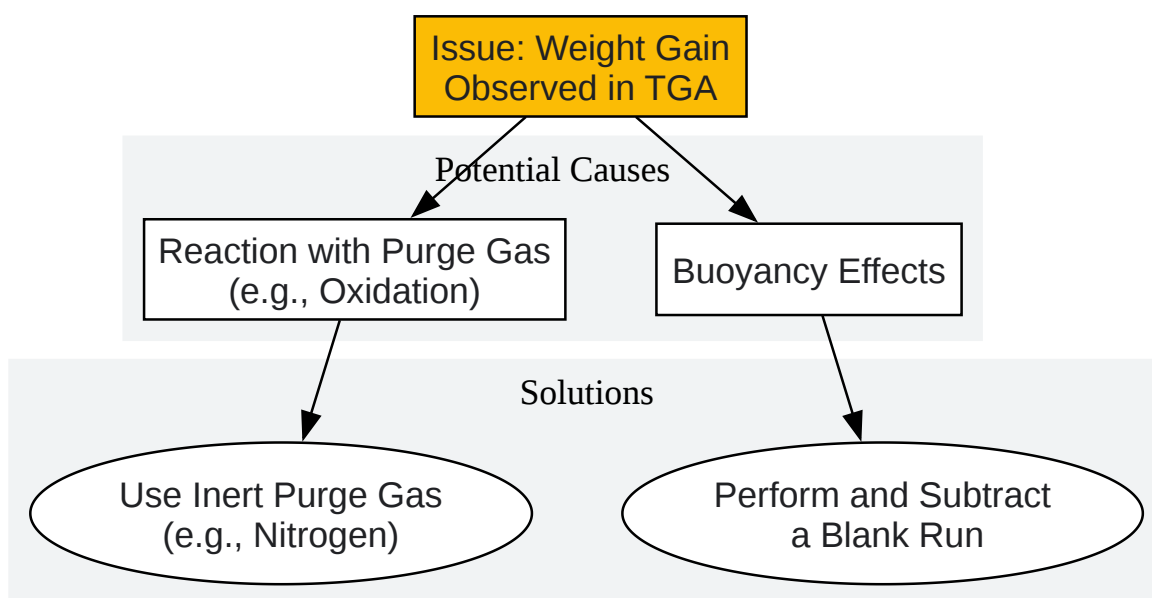 Issue: Weight Gain
Observed in TGA
Potential Causes
Reaction with Purge Gas
(e.g., Oxidation)
Buoyancy Effects
Solutions
Use Inert Purge Gas
(e.g., Nitrogen)
Perform and Subtract
a Blank Run